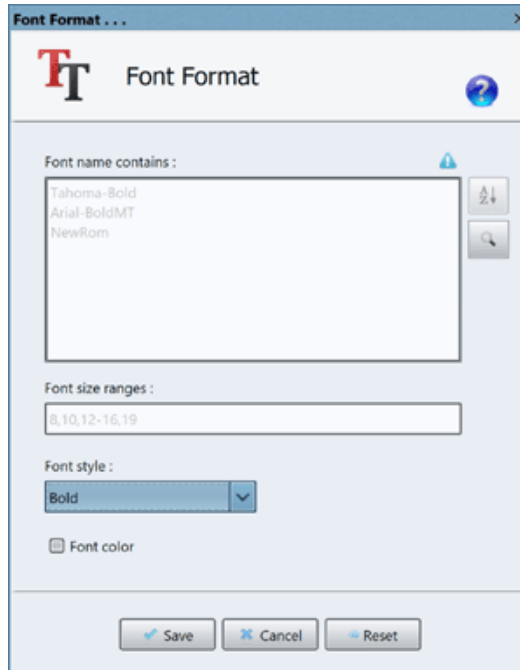 Font Format . . .
TT
Font Format
?
Font name contains :
Tahoma-Bold
Arial-BoldMT
NewRom
A
Z
Font size ranges :
8,10,12-16,19
Font style :
Bold
Font color
Save
Cancel
Reset